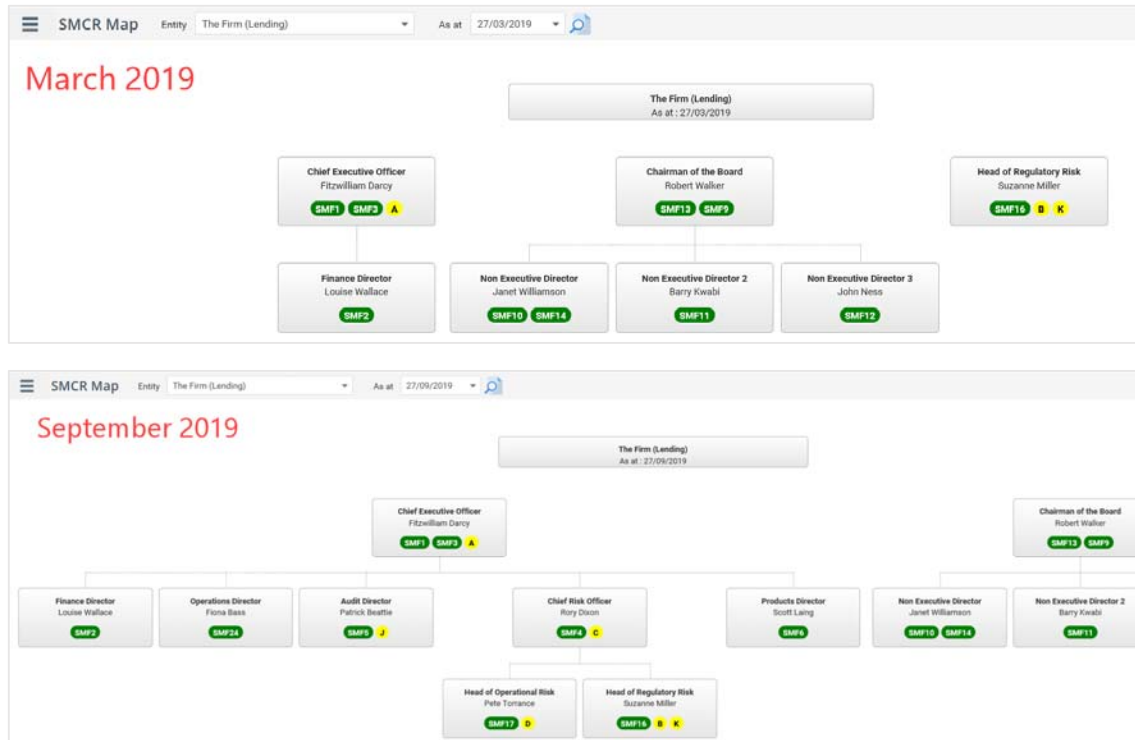 SMCR Map Entity The Firm (Lending) As at 27/03/2019
March 2019
The Firm (Lending)
As at : 27/03/2019
Chief Executive Officer
Fitzwilliam Darcy
SMF1 SMF3 A
Chairman of the Board
Robert Walker
SMF13 SMF9
Head of Regulatory Risk
Suzanne Miller
SMF16 B K
Finance Director
Louise Wallace
SMF2
Non Executive Director
Janet Williamson
SMF10 SMF14
Non Executive Director 2
Barry Kwabi
SMF11
Non Executive Director 3
John Ness
SMF12
SMCR Map Entity The Firm (Lending) As at 27/09/2019
September 2019
The Firm (Lending)
As at : 27/09/2019
Chief Executive Officer
Fitzwilliam Darcy
SMF1 SMF3 A
Chairman of the Board
Robert Walker
SMF13 SMF9
Finance Director
Louise Wallace
SMF2
Operations Director
Fiona Bass
SMF24
Audit Director
Patrick Beattie
SMF5 J
Chief Risk Officer
Rory Dixon
SMF4 C
Products Director
Scott Laing
SMF6
Non Executive Director
Janet Williamson
SMF10 SMF14
Non Executive Director 2
Barry Kwabi
SMF11
Head of Operational Risk
Pete Torrance
SMF17 D
Head of Regulatory Risk
Suzanne Miller
SMF16 B K